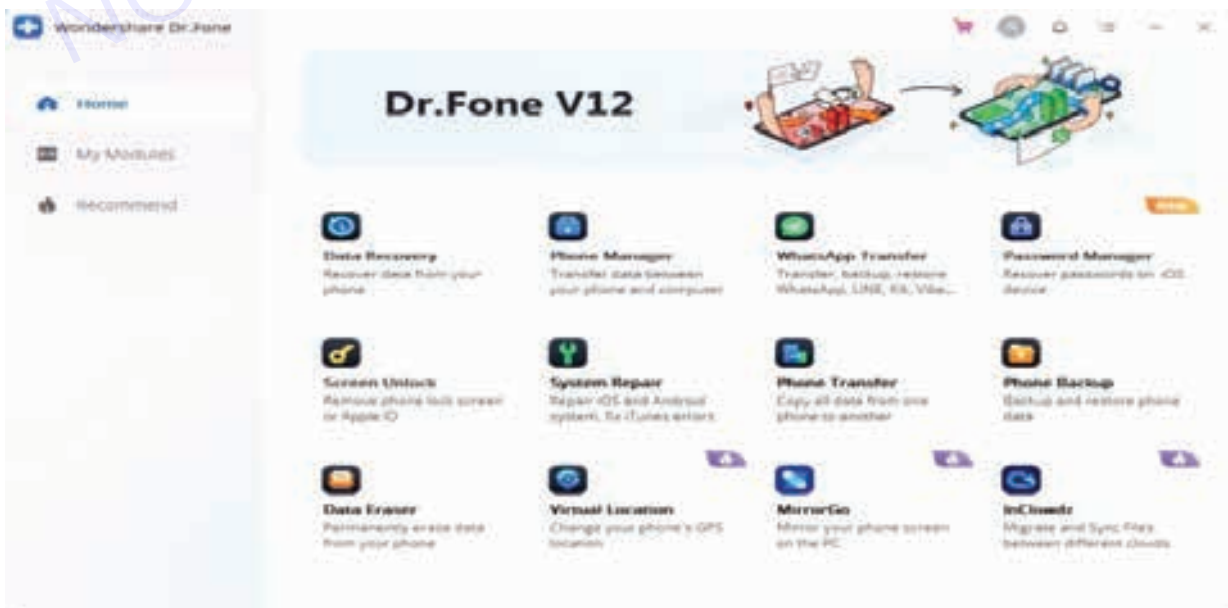 Wondershare Dr.Fone
Home
My Modules
Recommend
Dr.Fone V12
Data Recovery
Recover data from your
phone
Phone Manager
Transfer data between
your phone and computer
WhatsApp Transfer
Transfer, backup, restore
WhatsApp, LINE, Kik, Vibe...
Password Manager
Recover passwords on iOS
device
Screen Unlock
Remove phone lock screen
or Apple ID
System Repair
Repair iOS and Android
system, fix iTunes errors
Phone Transfer
Copy all data from one
phone to another
Phone Backup
Backup and restore phone
data
Data Eraser
Permanently erase data
from your phone
Virtual Location
Change your phone's GPS
location
MirrorGo
Mirror your phone screen
on the PC
InClowdz
Migrate and Sync Files
between different clouds